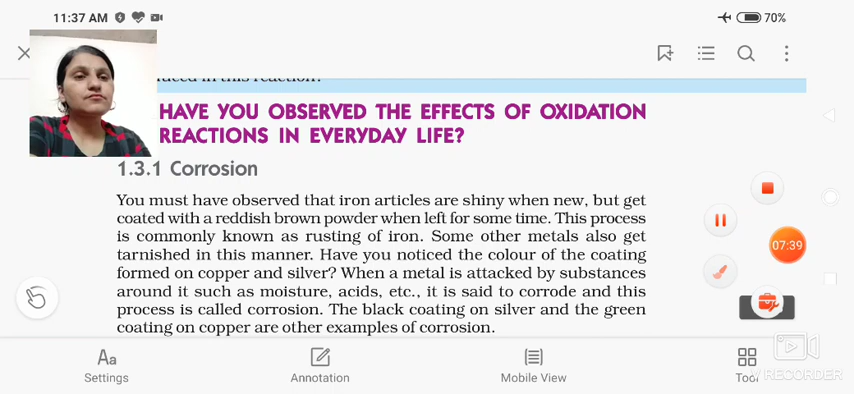 11:37 AM
70%
duced in this reaction?
HAVE YOU OBSERVED THE EFFECTS OF OXIDATION
REACTIONS IN EVERYDAY LIFE?
1.3.1 Corrosion
You must have observed that iron articles are shiny when new, but get
coated with a reddish brown powder when left for some time. This process
is commonly known as rusting of iron. Some other metals also get
tarnished in this manner. Have you noticed the colour of the coating
formed on copper and silver? When a metal is attacked by substances
around it such as moisture, acids, etc., it is said to corrode and this
process is called corrosion. The black coating on silver and the green
coating on copper are other examples of corrosion.
07:39
Aa
Settings
Annotation
Mobile View
Tool
V RECORDER